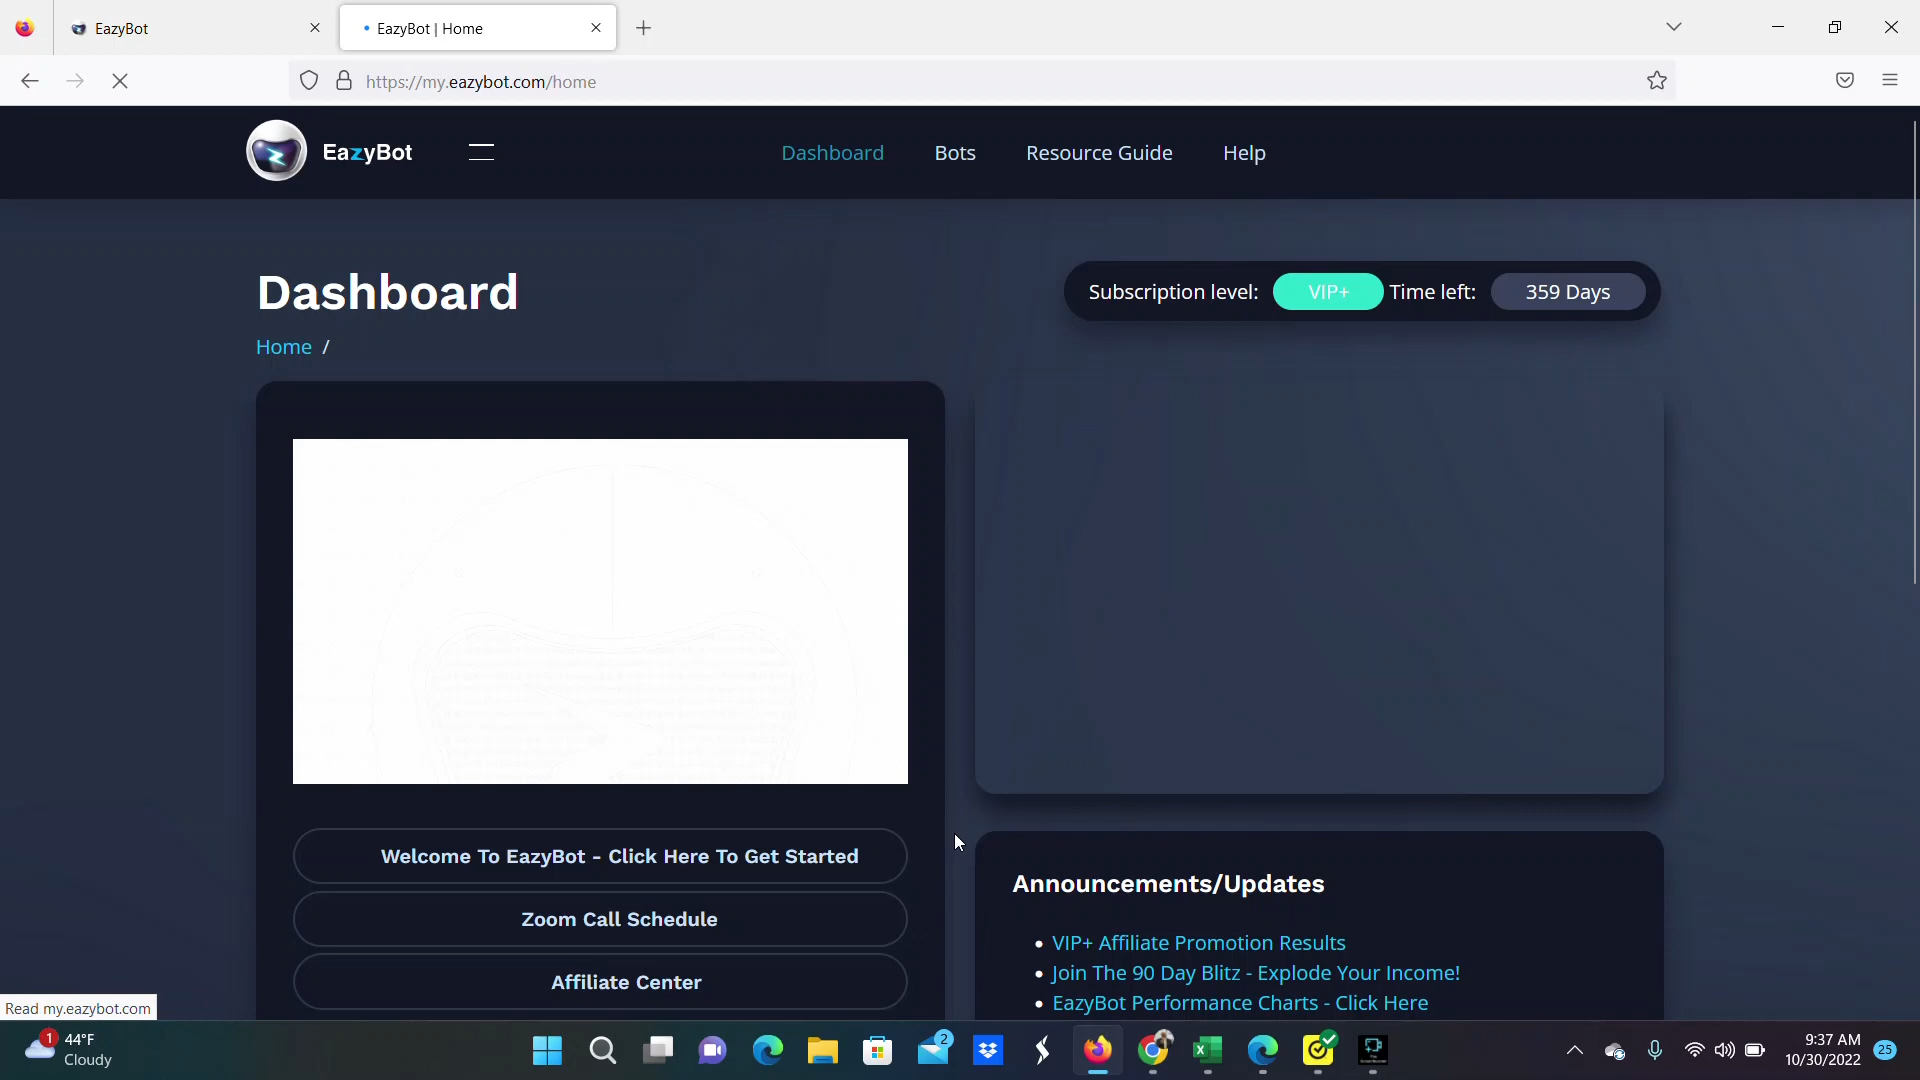 EazyBot
EazyBot | Home
https://my.eazybot.com/home
EazyBot
Dashboard
Bots
Resource Guide
Help
Dashboard
Subscription level:
VIP+
Time left:
359 Days
Home /
Welcome To EazyBot - Click Here To Get Started
Zoom Call Schedule
Affiliate Center
Announcements/Updates
VIP+ Affiliate Promotion Results
Join The 90 Day Blitz - Explode Your Income!
EazyBot Performance Charts - Click Here
Read my.eazybot.com
1
44°F
Cloudy
2
9:37 AM
10/30/2022
25